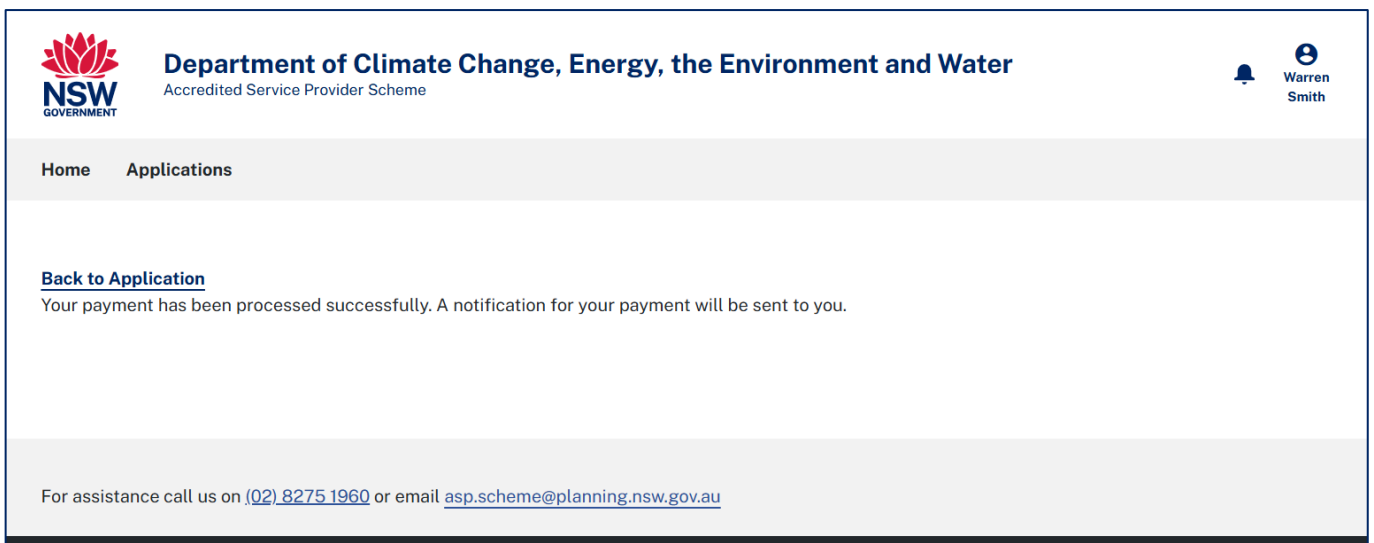 NSW
GOVERNMENT
Department of Climate Change, Energy, the Environment and Water
Accredited Service Provider Scheme
Warren
Smith
Home Applications
Back to Application
Your payment has been processed successfully. A notification for your payment will be sent to you.
For assistance call us on (02) 8275 1960 or email asp.scheme@planning.nsw.gov.au